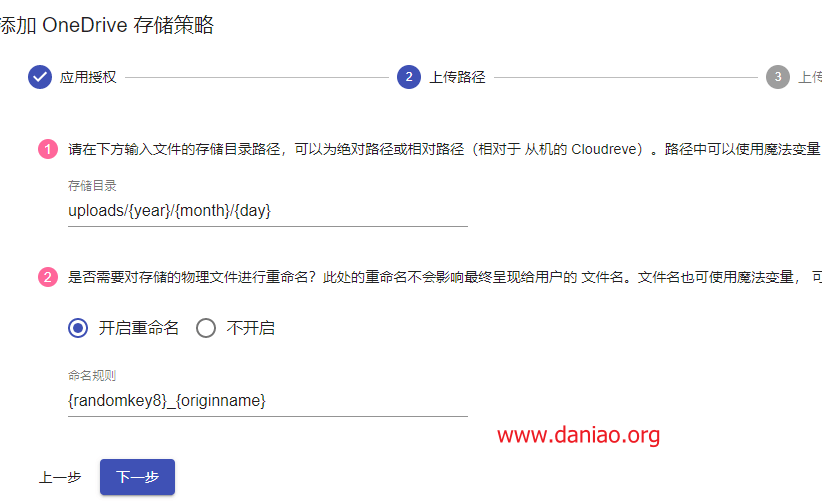 添加 OneDrive 存储策略
应用授权
2 上传路径
3 上传
1 请在下方输入文件的存储目录路径，可以为绝对路径或相对路径（相对于 从机的 Cloudreve）。路径中可以使用魔法变量
存储目录
uploads/{year}/{month}/{day}
2 是否需要对存储的物理文件进行重命名？此处的重命名不会影响最终呈现给用户的 文件名。文件名也可使用魔法变量， 可
开启重命名 不开启
命名规则
{randomkey8}_{originname}
www.daniao.org
上一步 下一步